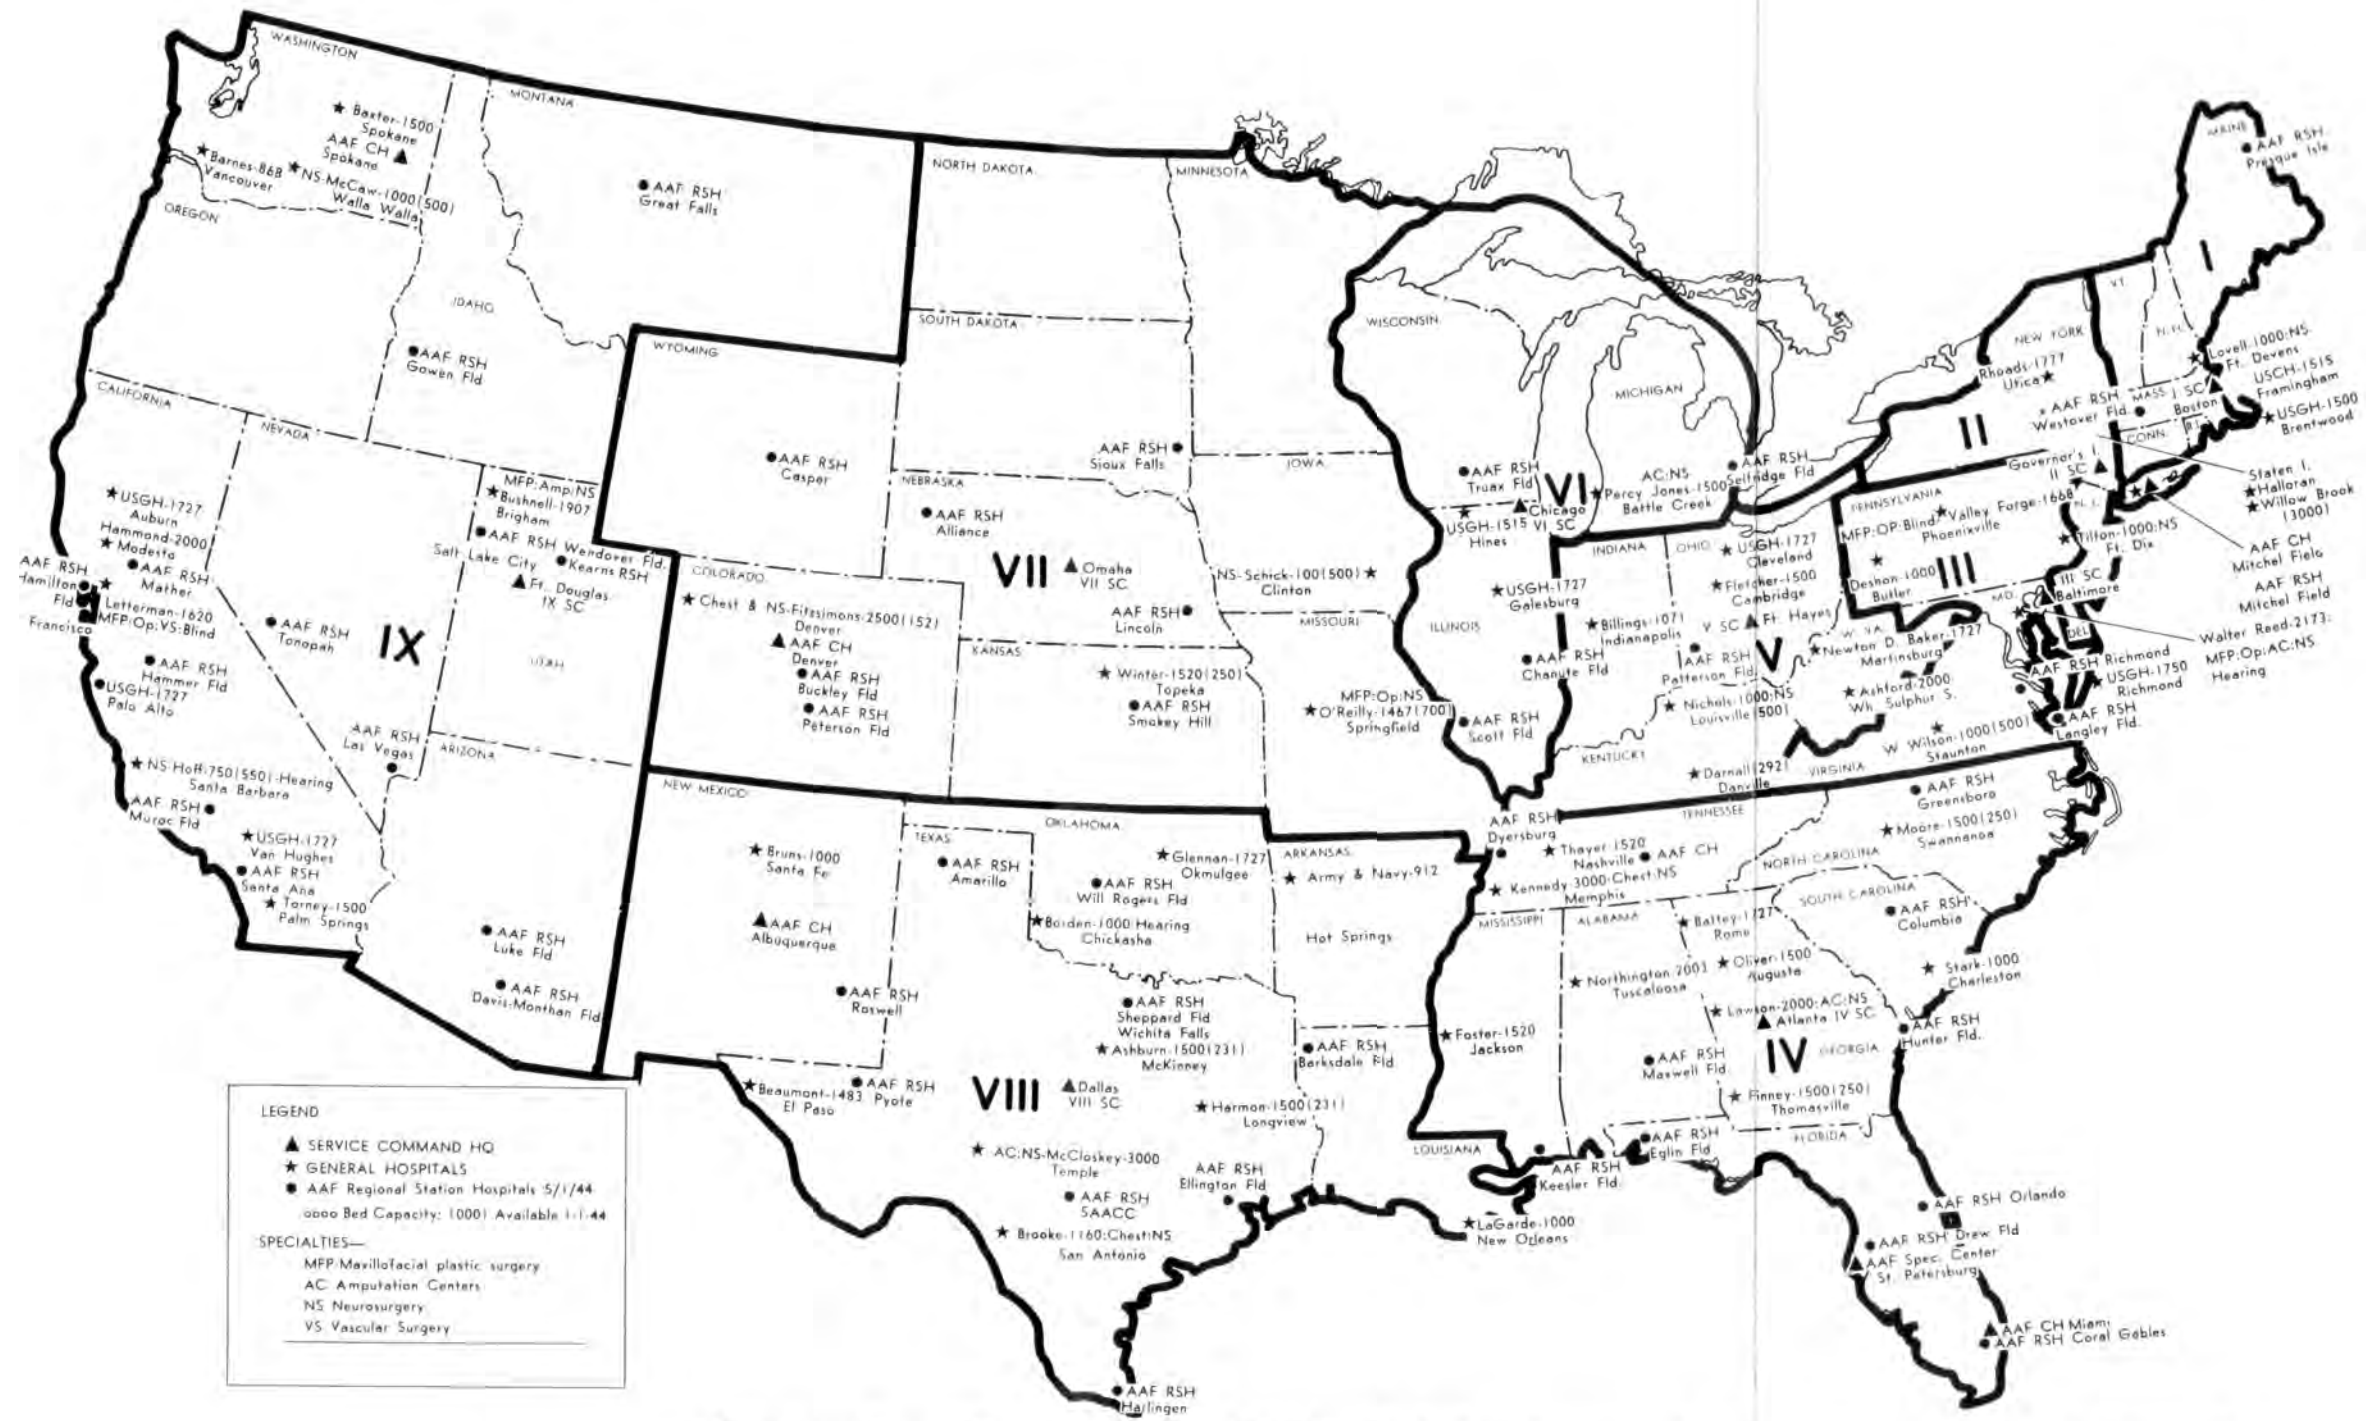 WASHINGTON
★ Baxter-1500
Spokane
AAF CH ▲
Spokane
★Barnes-868
Vancouver
★NS-McCaw-1000(500)
Walla Walla
OREGON
MONTANA
●AAF RSH
Great Falls
IDAHO
●AAF RSH
Gowen Fld
WYOMING
●AAF RSH
Casper
NORTH DAKOTA
MINNESOTA
SOUTH DAKOTA
AAF RSH●
Sioux Falls
NEBRASKA
●AAF RSH
Alliance
VII
▲Omaha
VII SC
AAF RSH●
Lincoln
IOWA
NS-Schick-100(500)★
Clinton
CALIFORNIA
NEVADA
★USGH-1727
Auburn
Hammond-2000
★Modesto
●AAF RSH
Mather
AAF RSH
Hamilton●
Fld
★
Letterman-1620
MFP:Op:VS:Blind
Francisco
●AAF RSH
Hammer Fld
●USGH-1727
Palo Alto
★NS-Hoff-750(550)-Hearing
Santa Barbara
AAF RSH●
Muroc Fld
★USGH-1727
Van Hughes
●AAF RSH
Santa Ana
★Torney-1500
Palm Springs
●AAF RSH
Tonopah
IX
AAF RSH
Las Vegas
MFP:Amp:NS
★Bushnell-1907
Brigham
●AAF RSH Wendover Fld.
Salt Lake City
●Kearns RSH
▲Ft. Douglas
IX SC
UTAH
ARIZONA
●AAF RSH
Luke Fld
●AAF RSH
Davis-Monthan Fld
COLORADO
★Chest & NS-Fitzsimons-2500(152)
Denver
▲AAF CH
Denver
●AAF RSH
Buckley Fld
●AAF RSH
Peterson Fld
KANSAS
★Winter-1520(250)
Topeka
●AAF RSH
Smokey Hill
MISSOURI
MFP:Op:NS
★O'Reilly-1467(700)
Springfield
NEW MEXICO
★Bruns-1000
Santa Fe
▲AAF CH
Albuquerque
●AAF RSH
Roswell
TEXAS
●AAF RSH
Amarillo
OKLAHOMA
★Glennan-1727
Okmulgee
●AAF RSH
Will Rogers Fld
★Borden-1000 Hearing
Chickasha
ARKANSAS
★Army & Navy-912
Hot Springs
●AAF RSH
Sheppard Fld
Wichita Falls
★Ashburn-1500(231)
McKinney
●AAF RSH
Barksdale Fld
★Beaumont-1483
El Paso
●AAF RSH
Pyote
VIII
▲Dallas
VIII SC
★Harmon-1500(231)
Longview
★ AC:NS-McCloskey-3000
Temple
●AAF RSH
SAACC
AAF RSH
Ellington Fld
★Brooke-1160:Chest:NS
San Antonio
●AAF RSH
Harlingen
LOUISIANA
★LaGarde-1000
New Orleans
WISCONSIN
●AAF RSH
Truax Fld
VI
▲Chicago
VI SC
★
USGH-1515
Hines
★USGH-1727
Galesburg
ILLINOIS
●AAF RSH
Chanute Fld
●AAF RSH
Scott Fld
MICHIGAN
AC:NS
★Percy Jones-1500
Battle Creek
●AAF RSH
Selfridge Fld
INDIANA
★Billings-1071
Indianapolis
OHIO
★USGH-1727
Cleveland
★Fletcher-1500
Cambridge
V SC▲Ft Hayes
AAF RSH
Patterson Fld
V
★Nichols-1000:NS
Louisville(500)
KENTUCKY
★Darnall(292)
Danville
W. VA.
★Newton D. Baker-1727
Martinsburg
★Ashford-2000
Wh. Sulphur S.
★
W Wilson-1000(500)
Staunton
VIRGINIA
MAINE
●AAF RSH
Presque Isle
I
VT.
N.H.
★Lovell-1000:NS
Ft. Devens
USCH-1515
Framingham
★USGH-1500
Brentwood
MASS
I. SC
Boston
CONN.
R.I.
NEW YORK
Rhoads-1777
Utica★
AAF RSH
Westover Fld.●
II
Governor's I.
II SC▲
Staten I.
★Halloran
★Willow Brook
(3000)
AAF CH
Mitchel Field
AAF RSH
Mitchel Field
PENNSYLVANIA
MFP:OP:Blind-★Valley Forge-1668
Phoenixville
N. J.
★Tilton-1000:NS
Ft. Dix
★
Deshon-1000
Butler
III
III SC
Baltimore
MD.
DEL
Walter Reed-2173:
MFP:Op:AC:NS
Hearing
AAF RSH Richmond
★USGH-1750
Richmond
●AAF RSH
Langley Fld.
AAF RSH
Dyersburg
TENNESSEE
★Thayer-1520
Nashville ●AAF CH
★Kennedy-3000-Chest:NS
Memphis
NORTH CAROLINA
●AAF RSH
Greensboro
★Moore-1500(250)
Swannanoa
SOUTH CAROLINA
●AAF RSH
Columbia
★Stark-1000
Charleston
MISSISSIPPI
★Foster-1520
Jackson
ALABAMA
★Northington-2003
Tuscaloosa
★Battey-1727
Rome
★Oliver-1500
Augusta
★Lawson-2000:AC:NS
▲Atlanta IV SC
IV
GEORGIA
●AAF RSH
Hunter Fld.
●AAF RSH
Maxwell Fld
★Finney-1500(250)
Thomasville
FLORIDA
●AAF RSH
Eglin Fld
AAF RSH
Keesler Fld.
●AAF RSH Orlando
●AAF RSH Drew Fld
▲AAF Spec. Center
St. Petersburg
▲AAF CH Miami
●AAF RSH Coral Gables
LEGEND
▲ SERVICE COMMAND HQ
★ GENERAL HOSPITALS
● AAF Regional Station Hospitals 5/1/44
oooo Bed Capacity: (000) Available 1-1-44
SPECIALTIES—
MFP Mavillofacial plastic surgery
AC Amputation Centers
NS Neurosurgery
VS Vascular Surgery